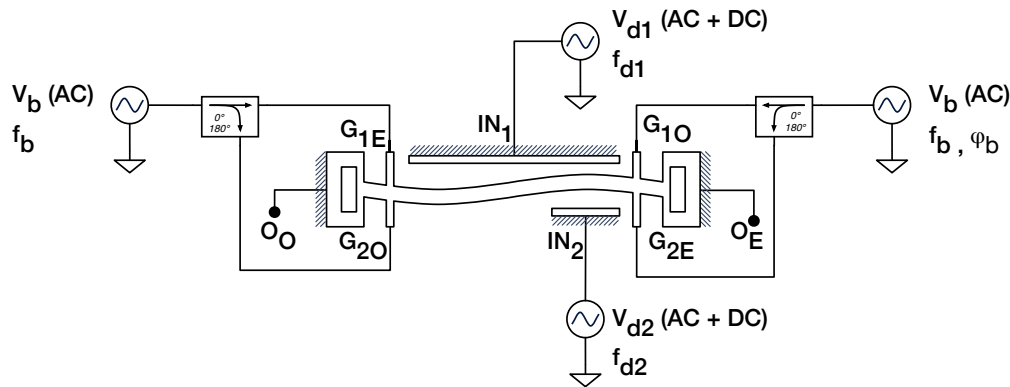 V_d1 (AC + DC)
f_d1
V_b (AC)
f_b
0°
180°
G_1E
IN_1
G_1O
0°
180°
V_b (AC)
f_b , φ_b
O_O
G_2O
IN_2
G_2E
O_E
V_d2 (AC + DC)
f_d2